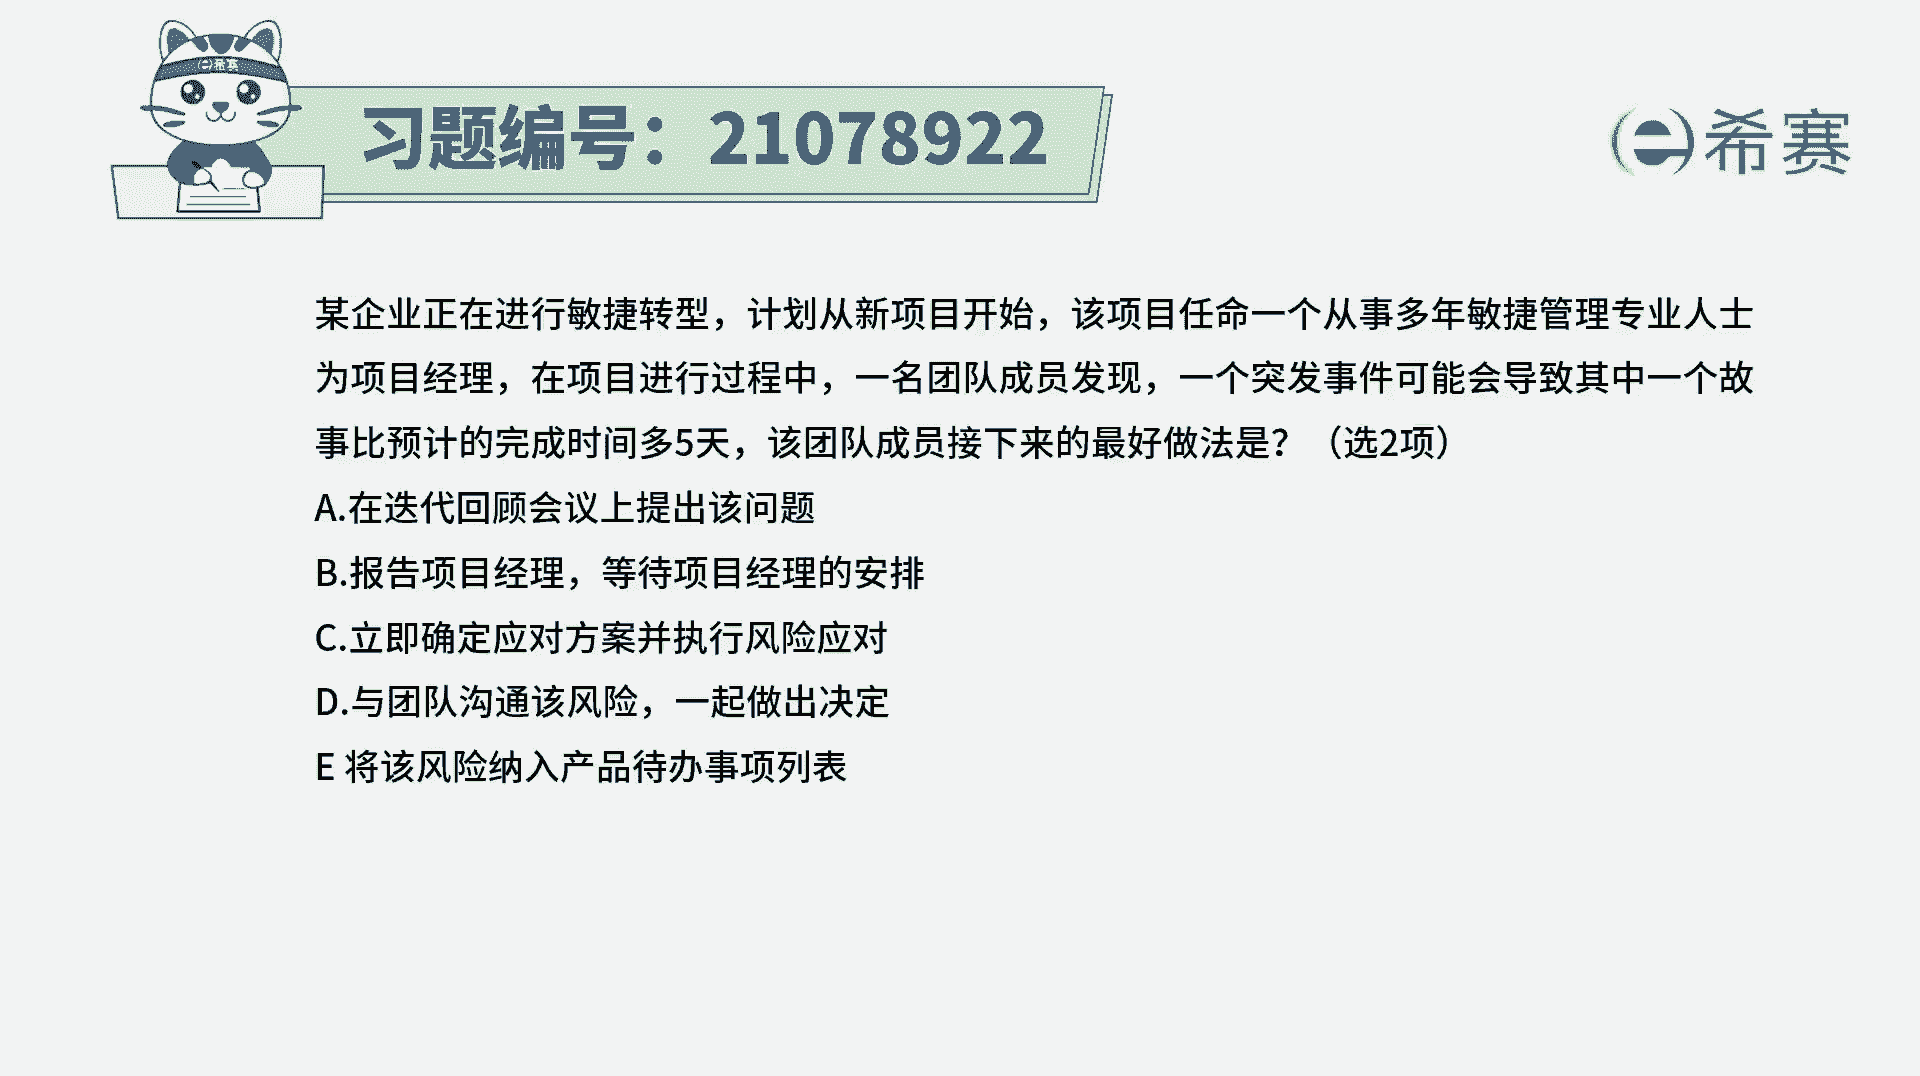 e希赛
习题编号：21078922
e希赛
某企业正在进行敏捷转型，计划从新项目开始，该项目任命一个从事多年敏捷管理专业人士
为项目经理，在项目进行过程中，一名团队成员发现，一个突发事件可能会导致其中一个故
事比预计的完成时间多5天，该团队成员接下来的最好做法是？（选2项）
A.在迭代回顾会议上提出该问题
B.报告项目经理，等待项目经理的安排
C.立即确定应对方案并执行风险应对
D.与团队沟通该风险，一起做出决定
E 将该风险纳入产品待办事项列表